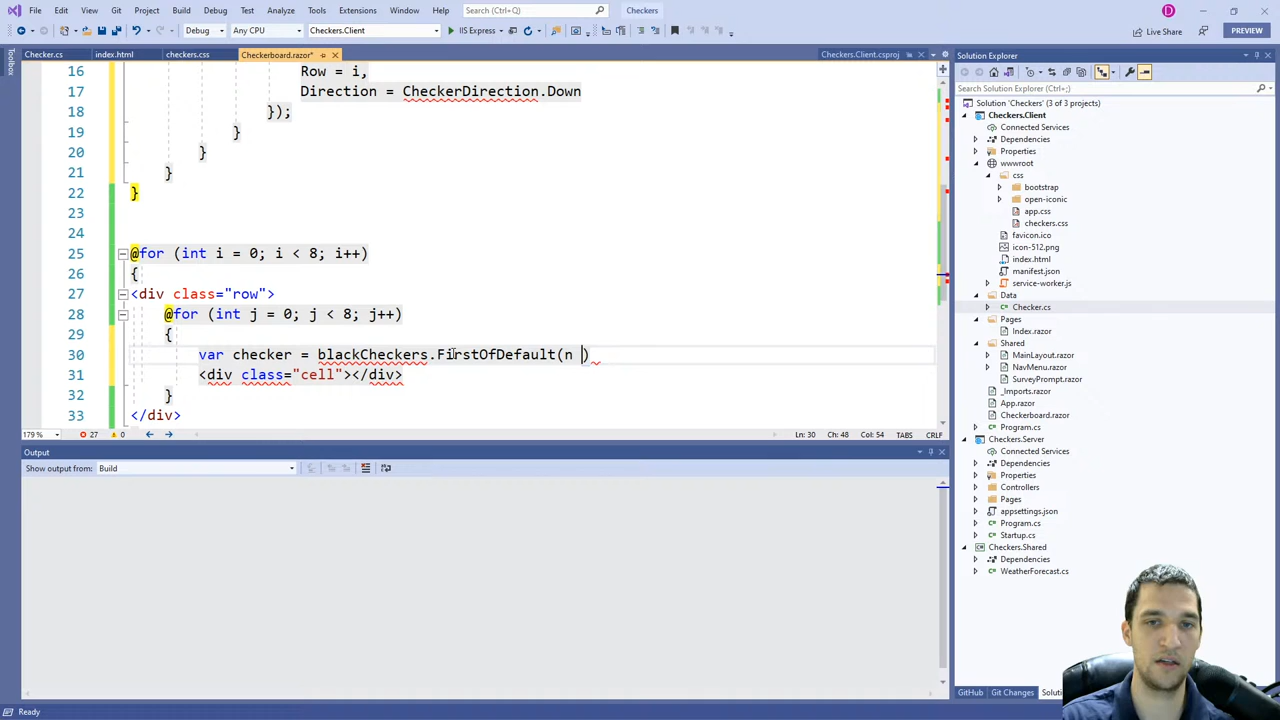 File Edit View Git Project Build Debug Test Analyze Tools Extensions Window Help Search (Ctrl+Q) Checkers D
Debug Any CPU Checkers.Client IIS Express Live Share PREVIEW
Toolbox
Checker.cs index.html checkers.css Checkerboard.razor* Checkers.Client.csproj
16 Row = i,
17 Direction = CheckerDirection.Down
18 });
19 }
20 }
21 }
22 }
23
24
25 @for (int i = 0; i < 8; i++)
26 {
27 <div class="row">
28 @for (int j = 0; j < 8; j++)
29 {
30 var checker = blackCheckers.FirstOfDefault(n )
31 <div class="cell"></div>
32 }
33 </div>
179 % 27 0 Ln: 30 Ch: 48 Col: 54 TABS CRLF
Output
Show output from: Build
Solution Explorer
Search Solution Explorer (Ctrl+;)
Solution 'Checkers' (3 of 3 projects)
Checkers.Client
Connected Services
Dependencies
Properties
wwwroot
css
bootstrap
open-iconic
app.css
checkers.css
favicon.ico
icon-512.png
index.html
manifest.json
service-worker.js
Data
Checker.cs
Pages
Index.razor
Shared
MainLayout.razor
NavMenu.razor
SurveyPrompt.razor
_Imports.razor
App.razor
Checkerboard.razor
Program.cs
Checkers.Server
Connected Services
Dependencies
Properties
Controllers
Pages
appsettings.json
Program.cs
Startup.cs
Checkers.Shared
Dependencies
WeatherForecast.cs
GitHub Git Changes
Ready